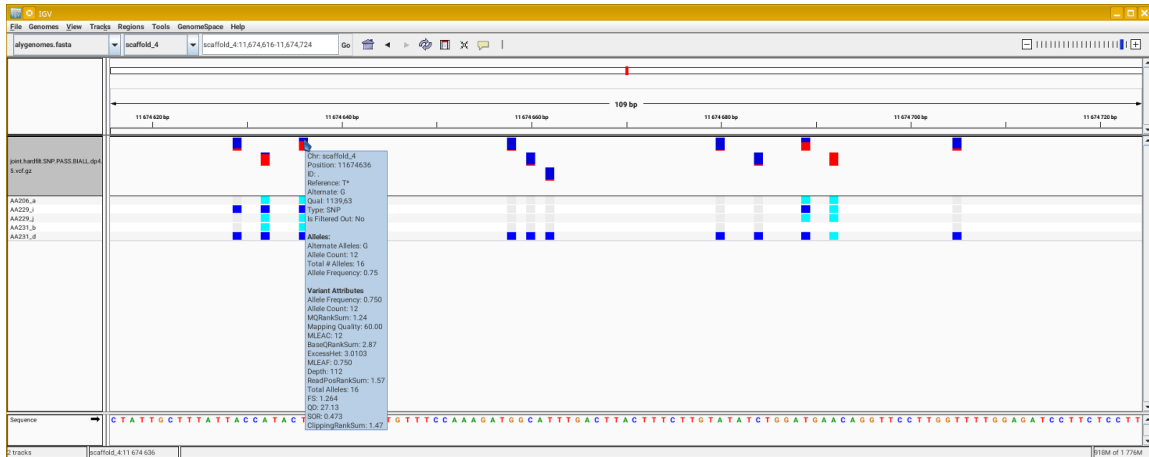 IGV
File Genomes View Tracks Regions Tools GenomeSpace Help
alygenomes.fasta scaffold_4 scaffold_4:11,674,616-11,674,724 Go
109 bp
11 674 620 bp 11 674 640 bp 11 674 660 bp 11 674 680 bp 11 674 700 bp 11 674 720 bp
joint.hardfilt.SNP.PASS.BIALL.dp4.
5.vcf.gz
AA206_a
AA229_i
AA229_j
AA231_b
AA231_d
Chr: scaffold_4
Position: 11674636
ID: .
Reference: T*
Alternate: G
Qual: 1139,63
Type: SNP
Is Filtered Out: No
Alleles:
Alternate Alleles: G
Allele Count: 12
Total # Alleles: 16
Allele Frequency: 0.75
Variant Attributes
Allele Frequency: 0.750
Allele Count: 12
MQRankSum: 1.24
Mapping Quality: 60.00
MLEAC: 12
BaseQRankSum: 2.87
ExcessHet: 3.0103
MLEAF: 0.750
Depth: 112
ReadPosRankSum: 1.57
Total Alleles: 16
FS: 1.264
QD: 27.13
SOR: 0.473
ClippingRankSum: 1.47
Sequence C T A T T G C T T T A T T A C C A T A C T G T T T C C A A A G A T G G C A T T T G A C T T A C T T T C T T G T A T A T C T G G A T G A A C A G G T T C C T T G G T T T T G G A G A T C C T T C T C C T T
2 tracks scaffold_4:11 674 636 918M of 1 776M